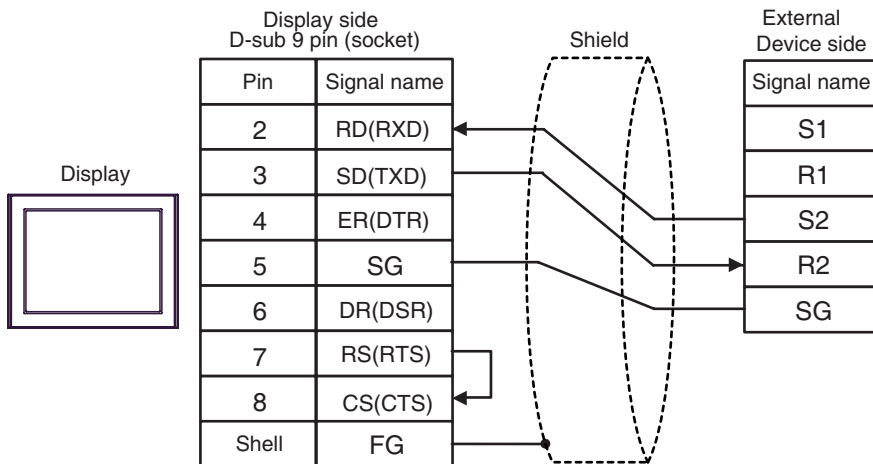 Display side
D-sub 9 pin (socket)
Shield
External
Device side
Pin Signal name
Signal name
2 RD(RXD)
S1
3 SD(TXD)
R1
Display
4 ER(DTR)
S2
5 SG
R2
6 DR(DSR)
SG
7 RS(RTS)
8 CS(CTS)
Shell FG